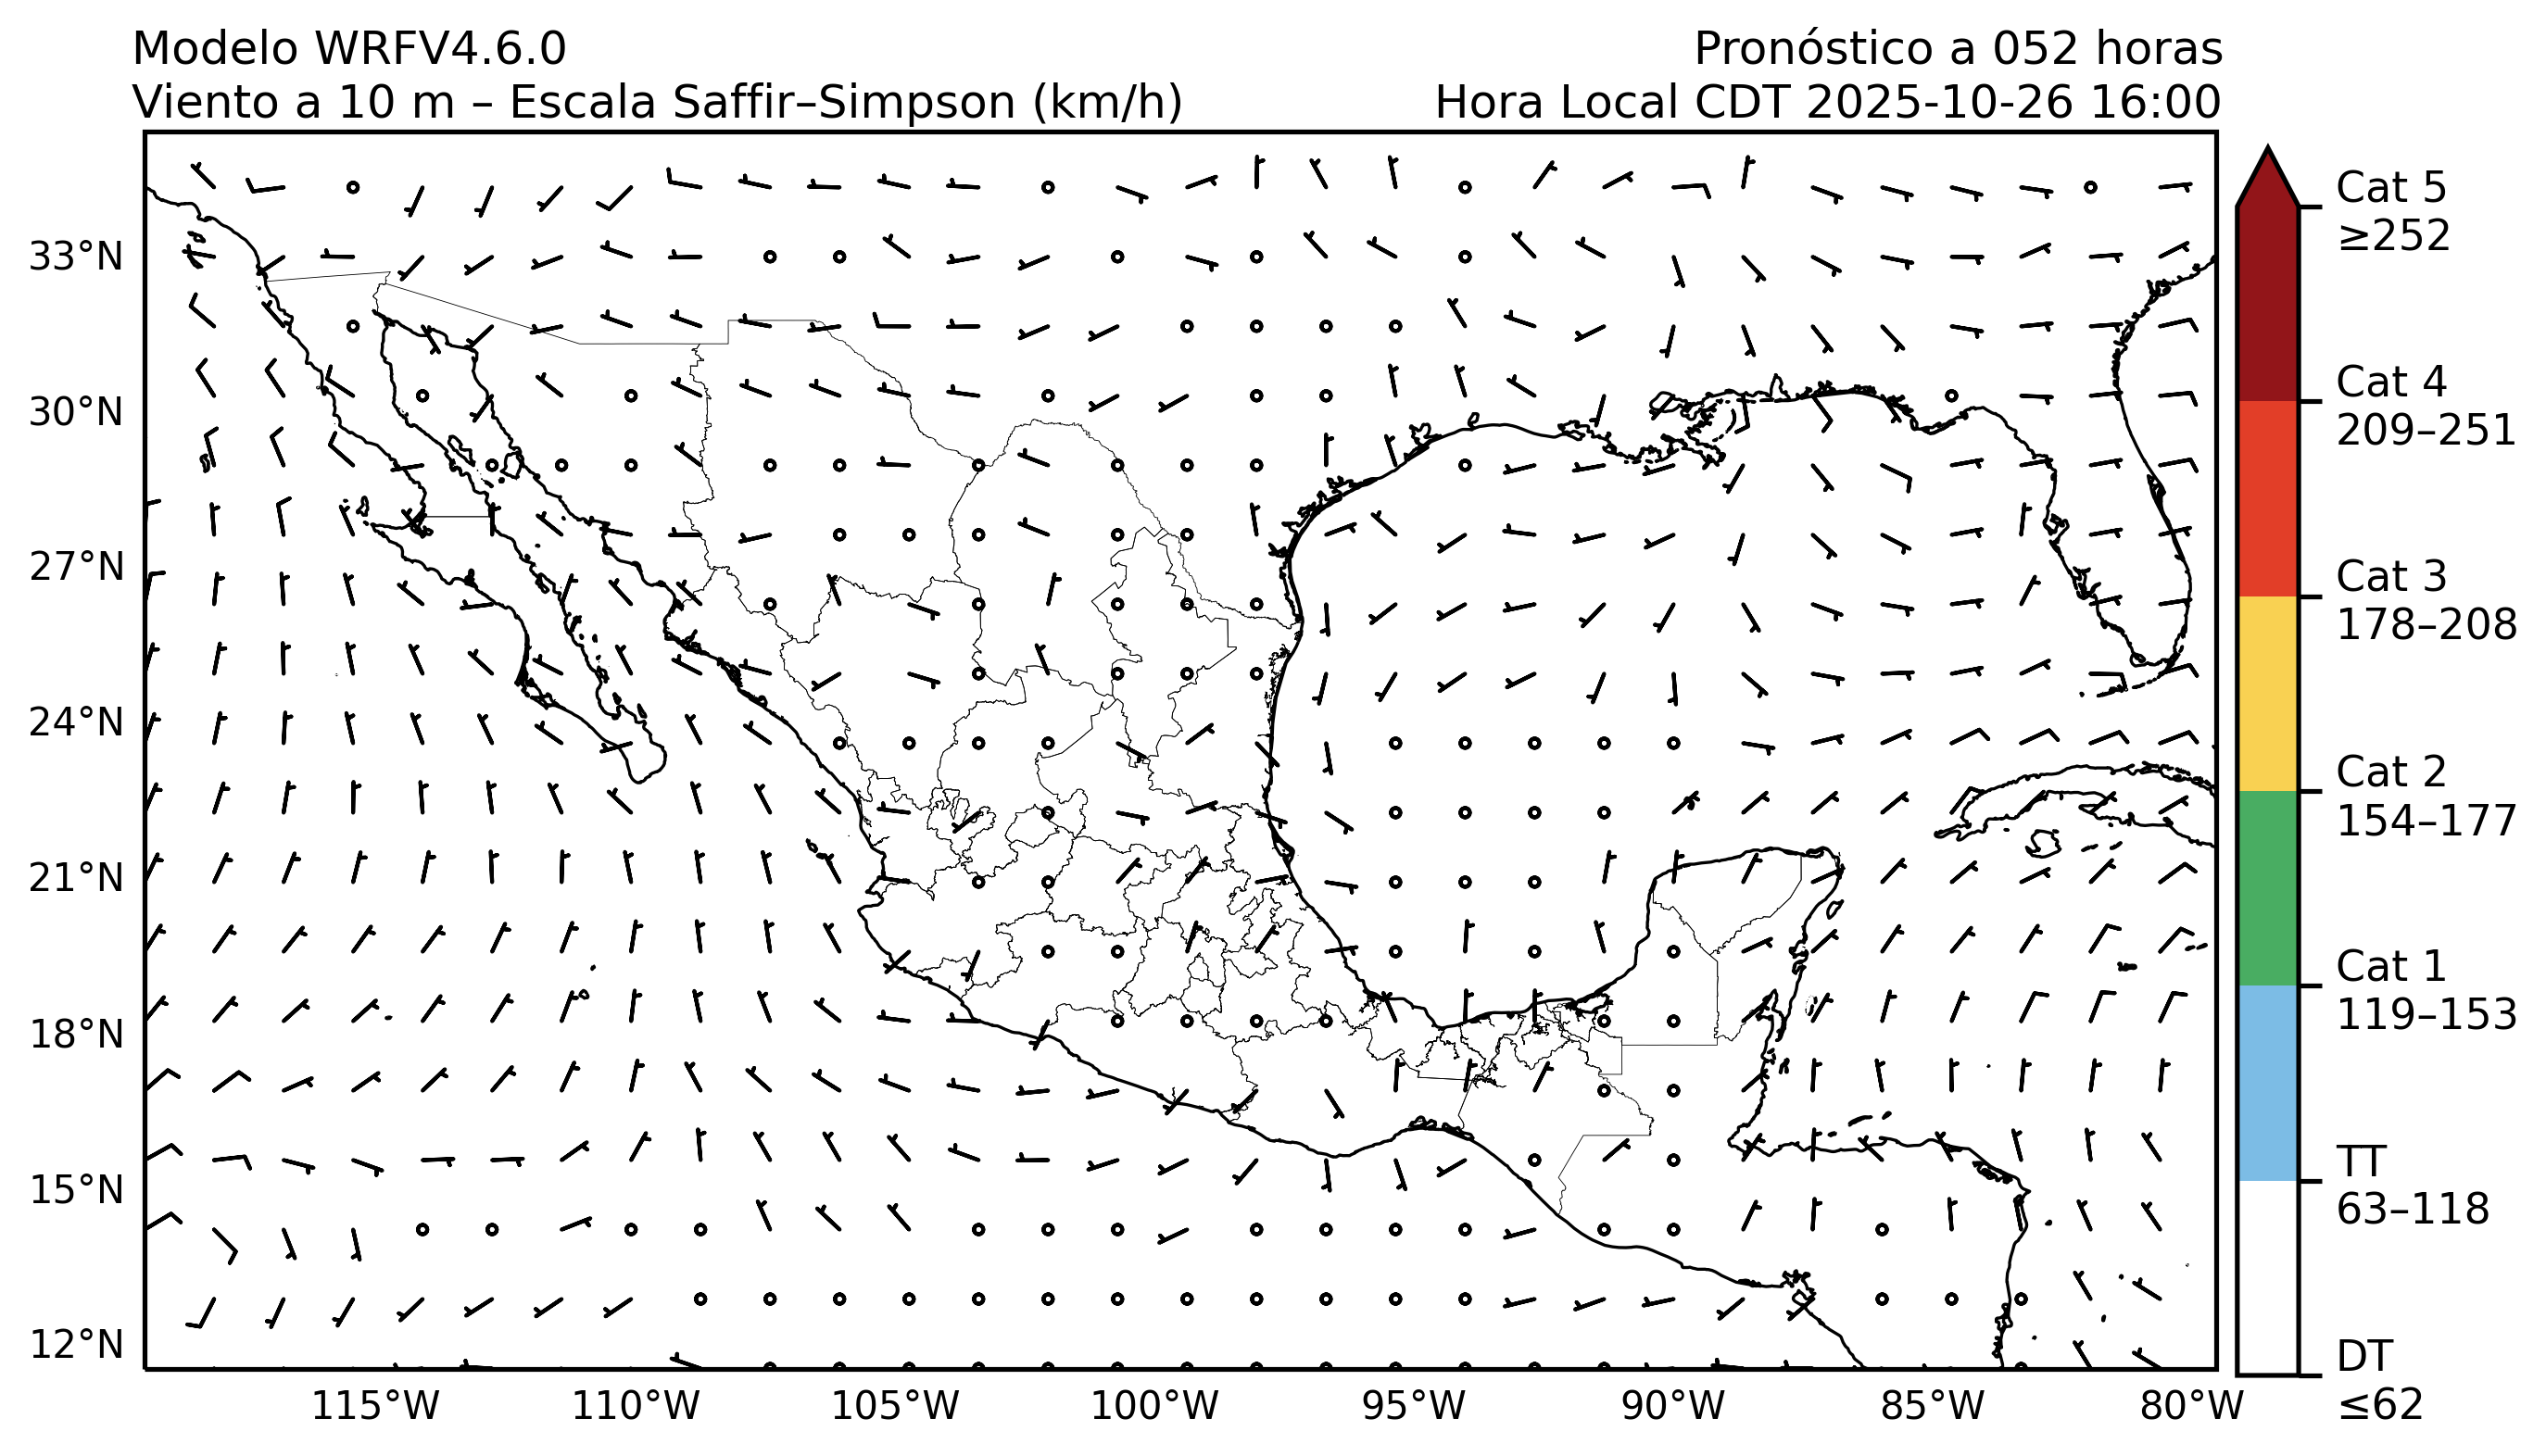 Modelo WRFV4.6.0
Pronóstico a 052 horas
Viento a 10 m – Escala Saffir–Simpson (km/h)
Hora Local CDT 2025-10-26 16:00
33°N
30°N
27°N
24°N
21°N
18°N
15°N
12°N
115°W
110°W
105°W
100°W
95°W
90°W
85°W
80°W
Cat 5
≥252
Cat 4
209–251
Cat 3
178–208
Cat 2
154–177
Cat 1
119–153
TT
63–118
DT
≤62